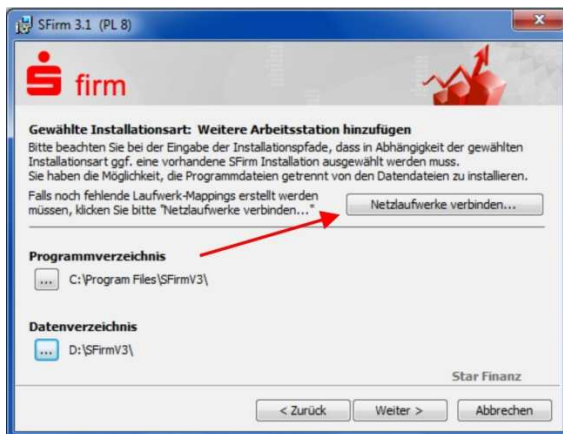 SFirm 3.1 (PL 8)
firm
Gewählte Installationsart: Weitere Arbeitsstation hinzufügen
Bitte beachten Sie bei der Eingabe der Installationspfade, dass in Abhängigkeit der gewählten
Installationsart ggf. eine vorhandene SFirm Installation ausgewählt werden muss.
Sie haben die Möglichkeit, die Programmdateien getrennt von den Datendateien zu installieren.
Falls noch fehlende Laufwerk-Mappings erstellt werden
müssen, klicken Sie bitte "Netzlaufwerke verbinden..."
Netzlaufwerke verbinden...
Programmverzeichnis
... C:\Program Files\SFirmV3\
Datenverzeichnis
... D:\SFirmV3\
Star Finanz
< Zurück Weiter > Abbrechen